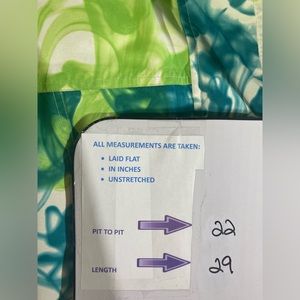 ALL MEASUREMENTS ARE TAKEN:
• LAID FLAT
• IN INCHES
• UNSTRETCHED
PIT TO PIT 22
LENGTH 29